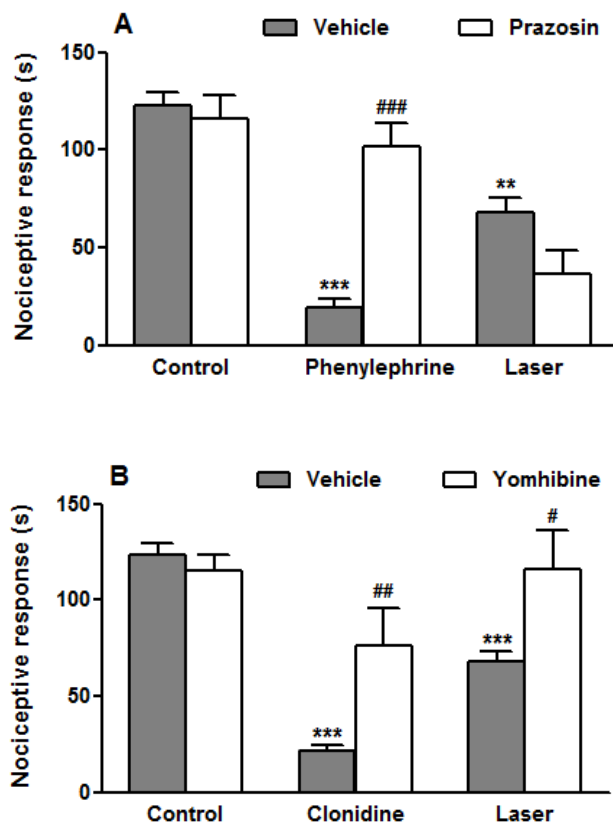 A
Vehicle Prazosin
Nociceptive response (s)
150
100
50
0
***
###
**
Control Phenylephrine Laser
B
Vehicle Yomhibine
Nociceptive response (s)
150
100
50
0
***
##
***
#
Control Clonidine Laser